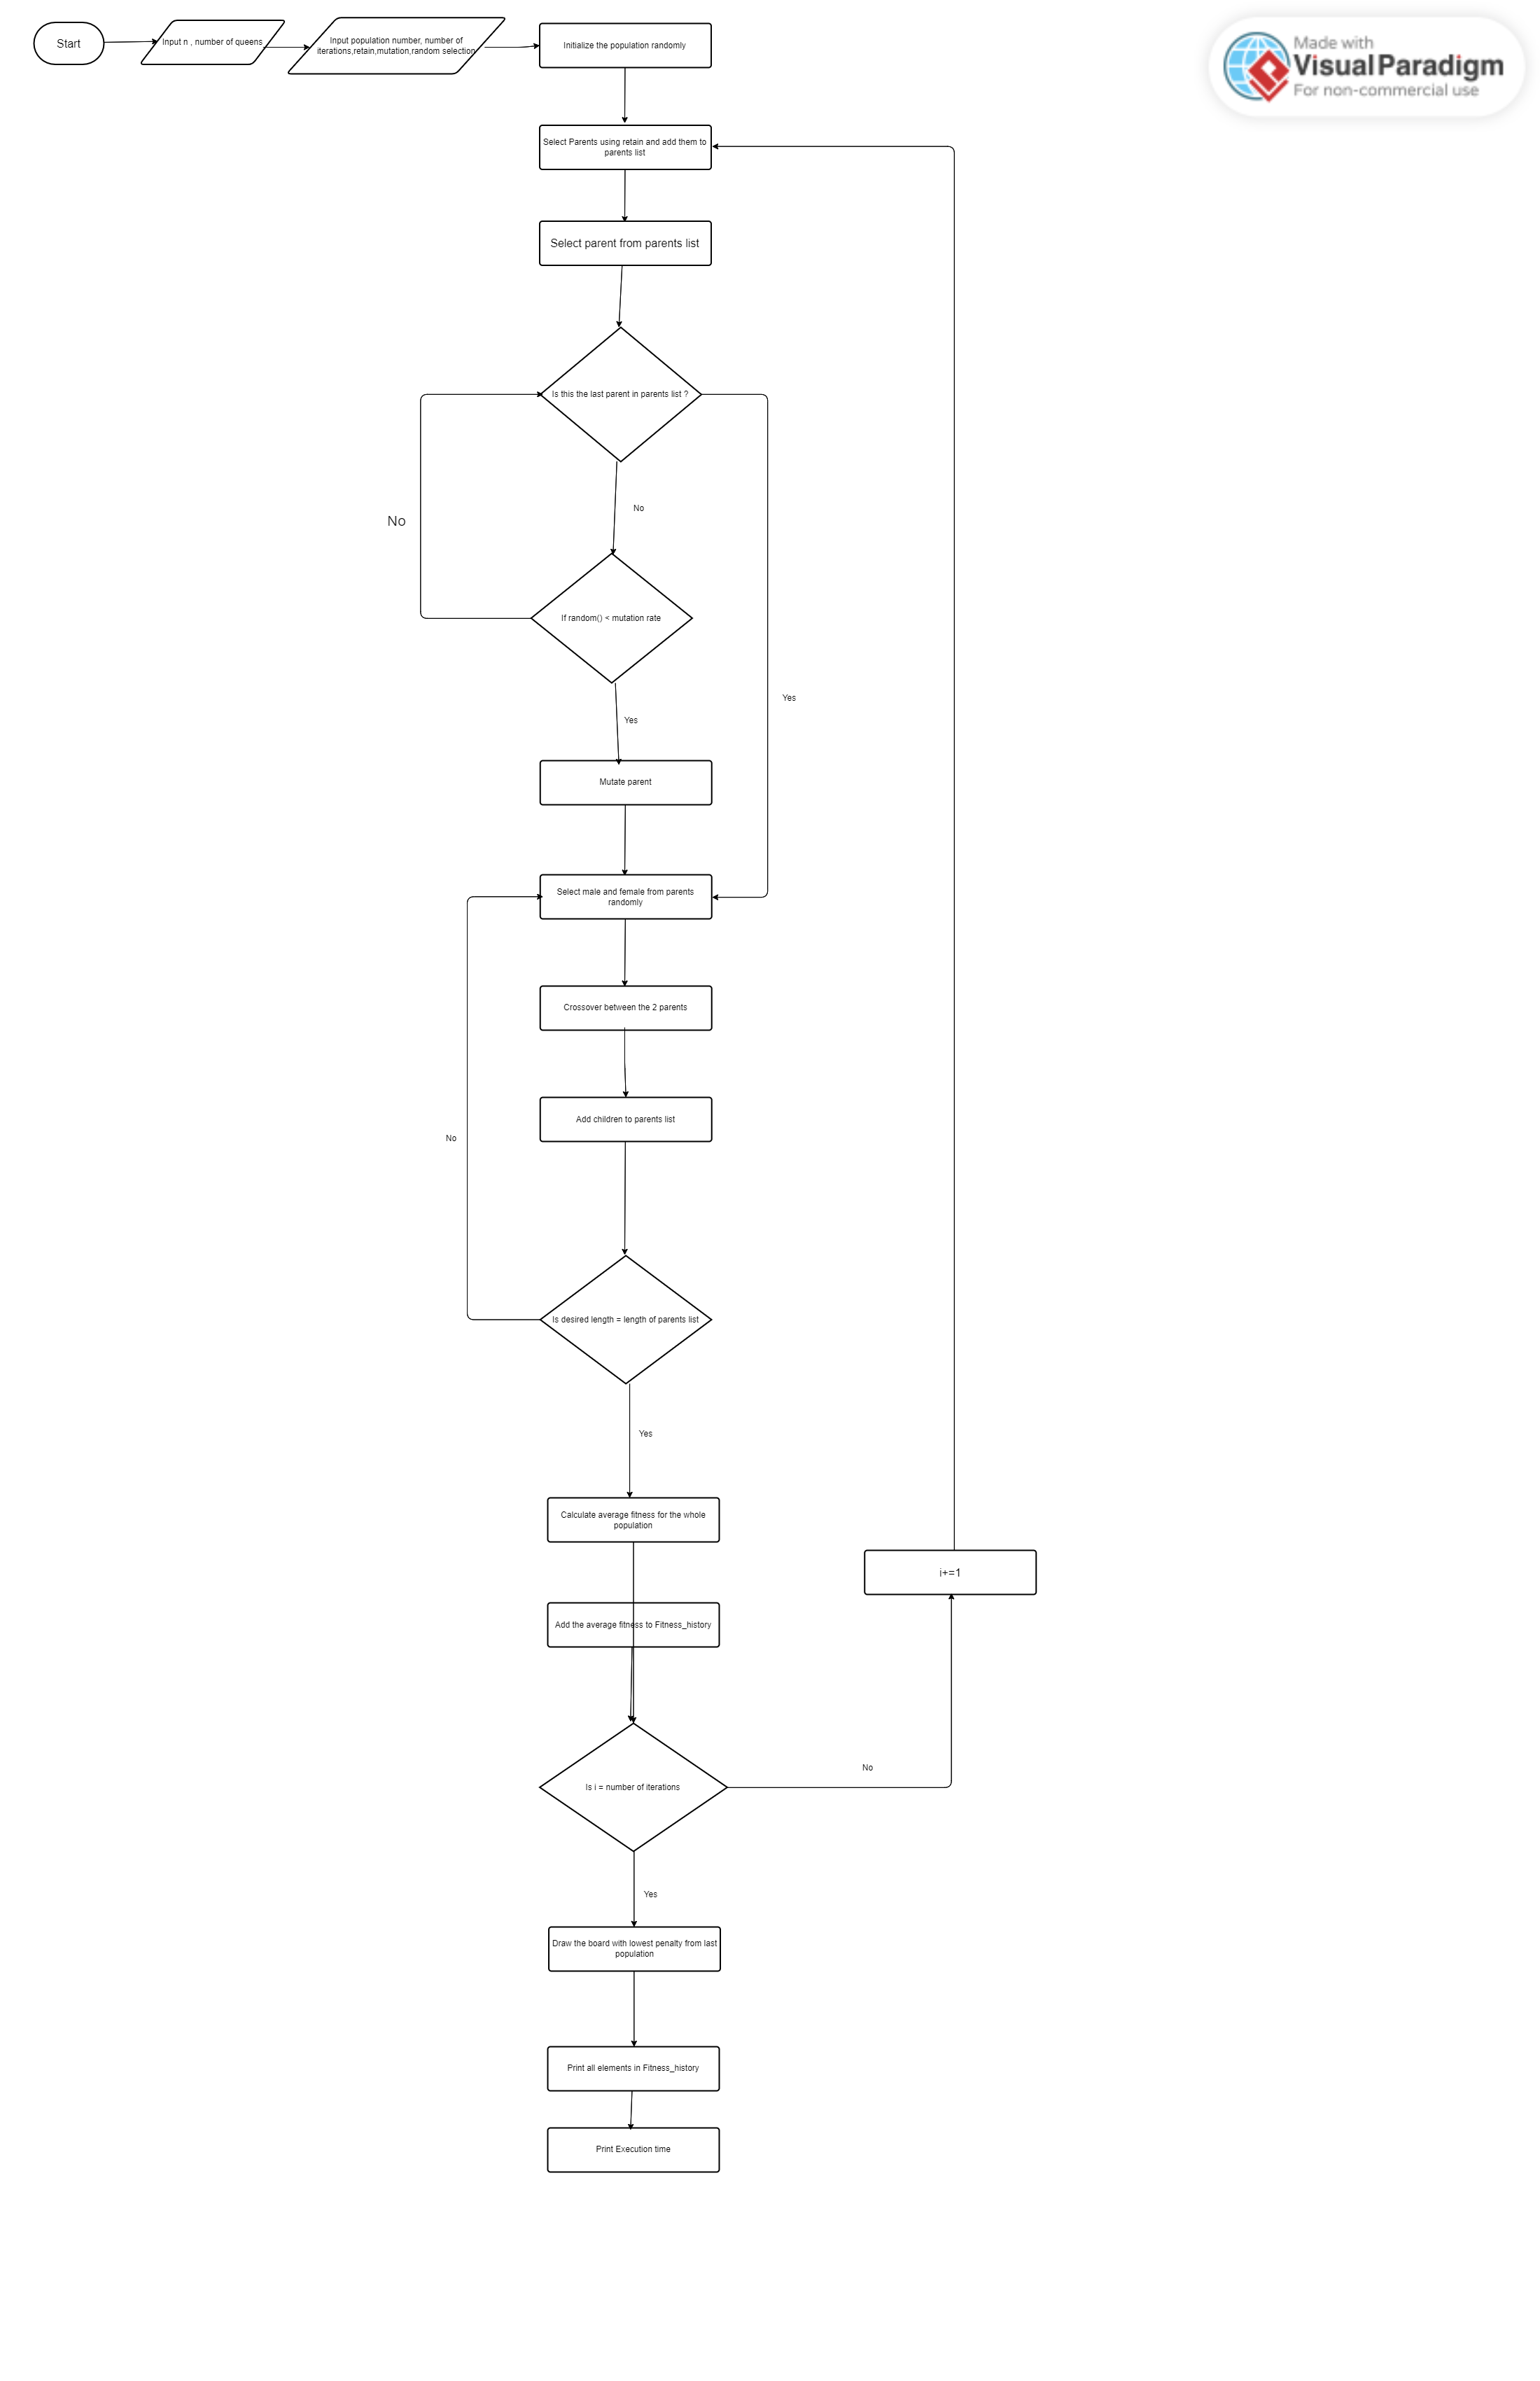 Start
Input n , number of queens
Input population number, number of
iterations,retain,mutation,random selection
Initialize the population randomly
Made with
Visual Paradigm
For non-commercial use
Select Parents using retain and add them to
parents list
Select parent from parents list
Is this the last parent in parents list ?
No
No
If random() < mutation rate
Yes
Yes
Mutate parent
Select male and female from parents
randomly
Crossover between the 2 parents
Add children to parents list
No
Is desired length = length of parents list
Yes
Calculate average fitness for the whole
population
i+=1
Add the average fitness to Fitness_history
No
Is i = number of iterations
Yes
Draw the board with lowest penalty from last
population
Print all elements in Fitness_history
Print Execution time